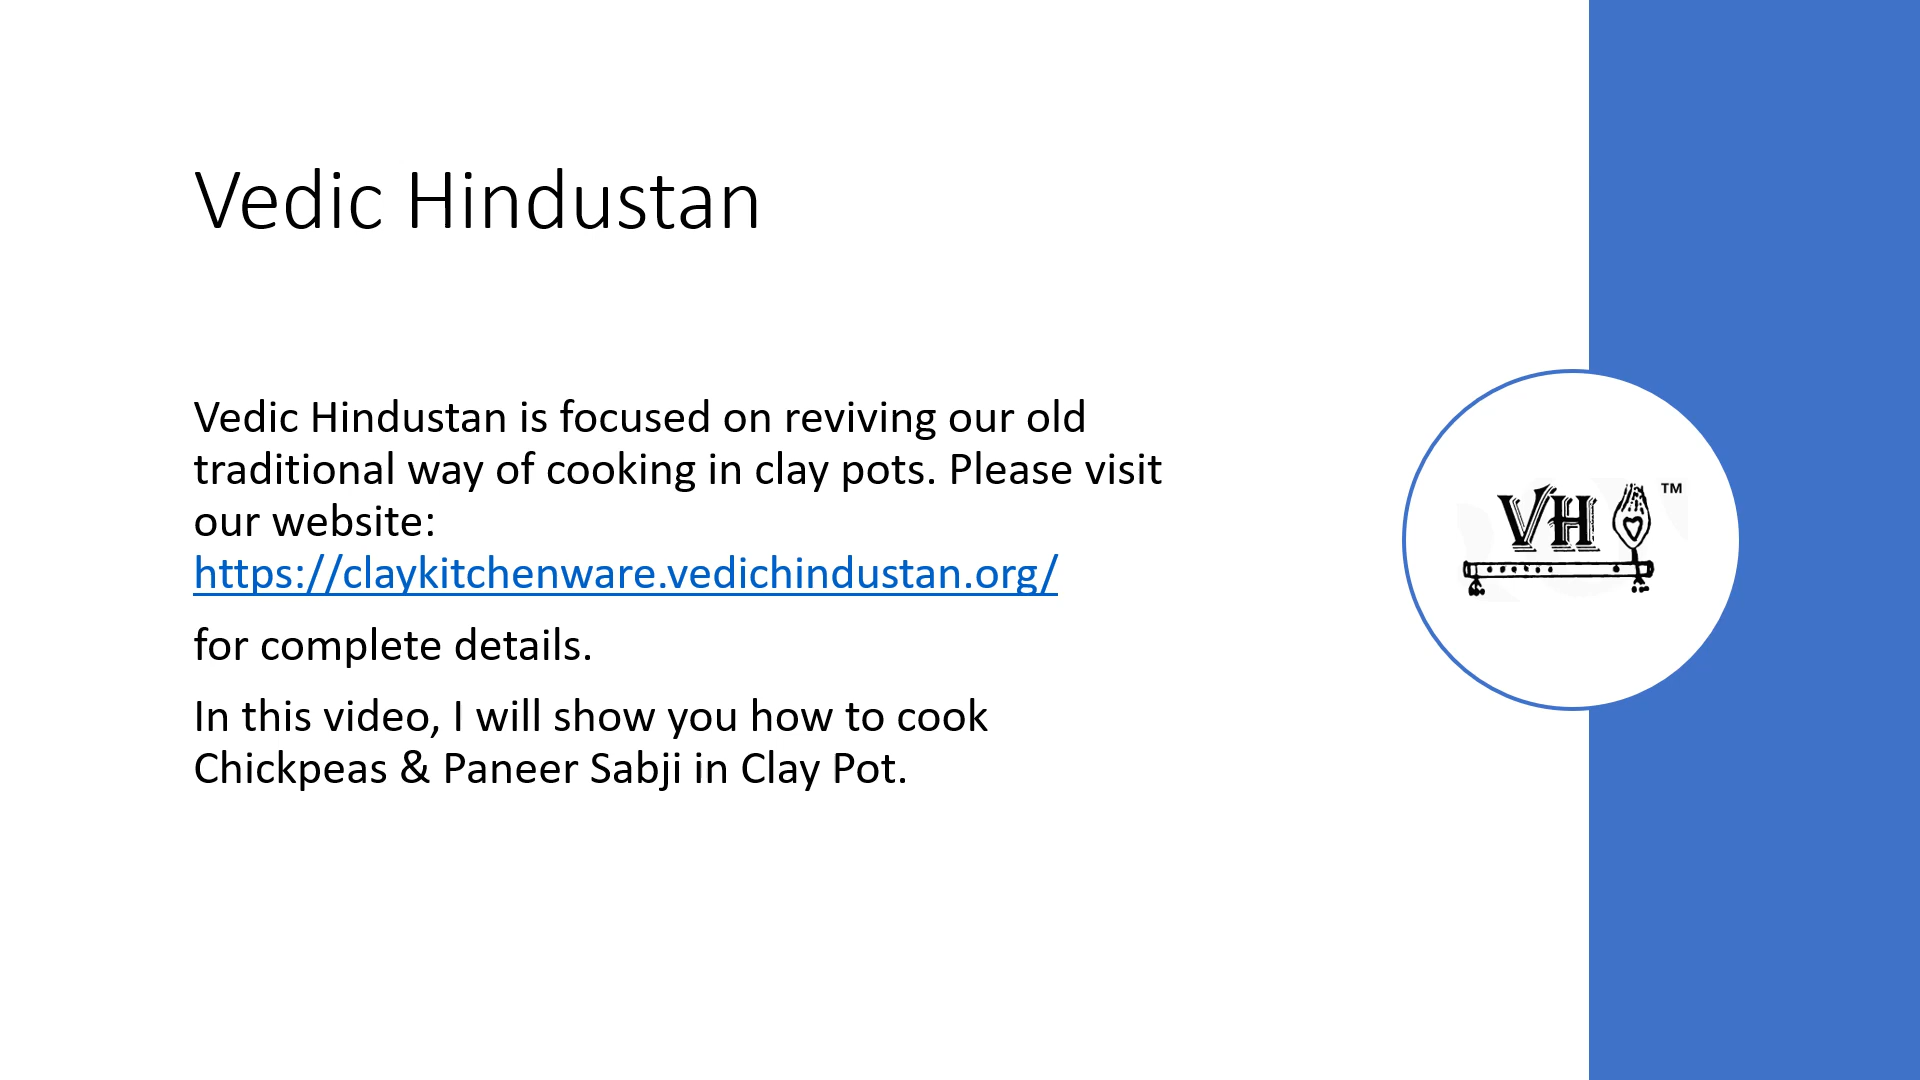 Vedic Hindustan
Vedic Hindustan is focused on reviving our old
traditional way of cooking in clay pots. Please visit
our website:
https://claykitchenware.vedichindustan.org/
for complete details.
In this video, I will show you how to cook
Chickpeas & Paneer Sabji in Clay Pot.
VH TM